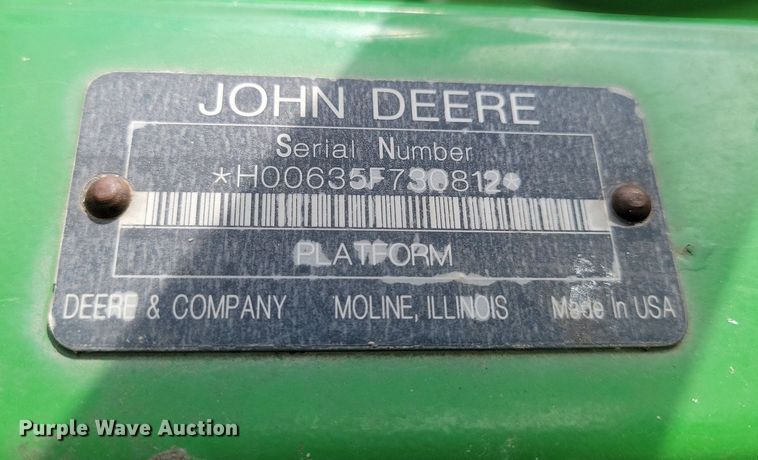 JOHN DEERE
Serial Number
*H00635F730812*
PLATFORM
DEERE & COMPANY MOLINE, ILLINOIS Made in USA
Purple Wave Auction